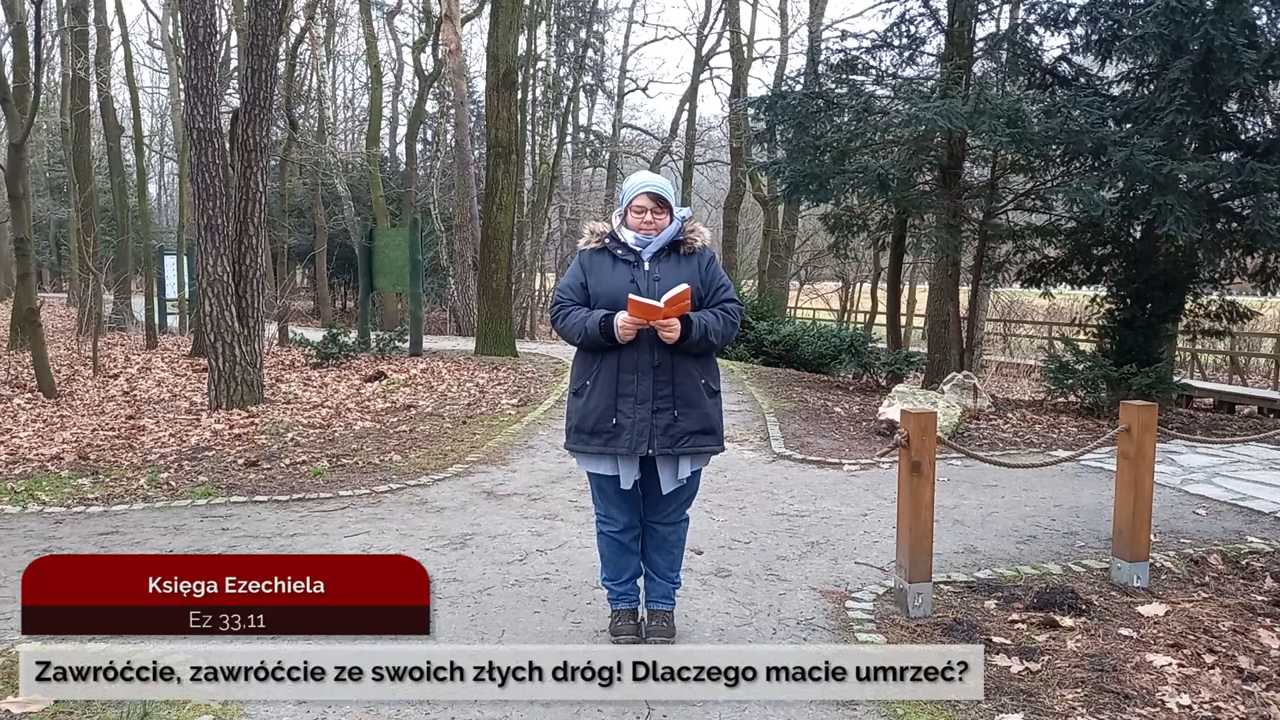 Księga Ezechiela
Ez 33,11
Zawróćcie, zawróćcie ze swoich złych dróg! Dlaczego macie umrzeć?